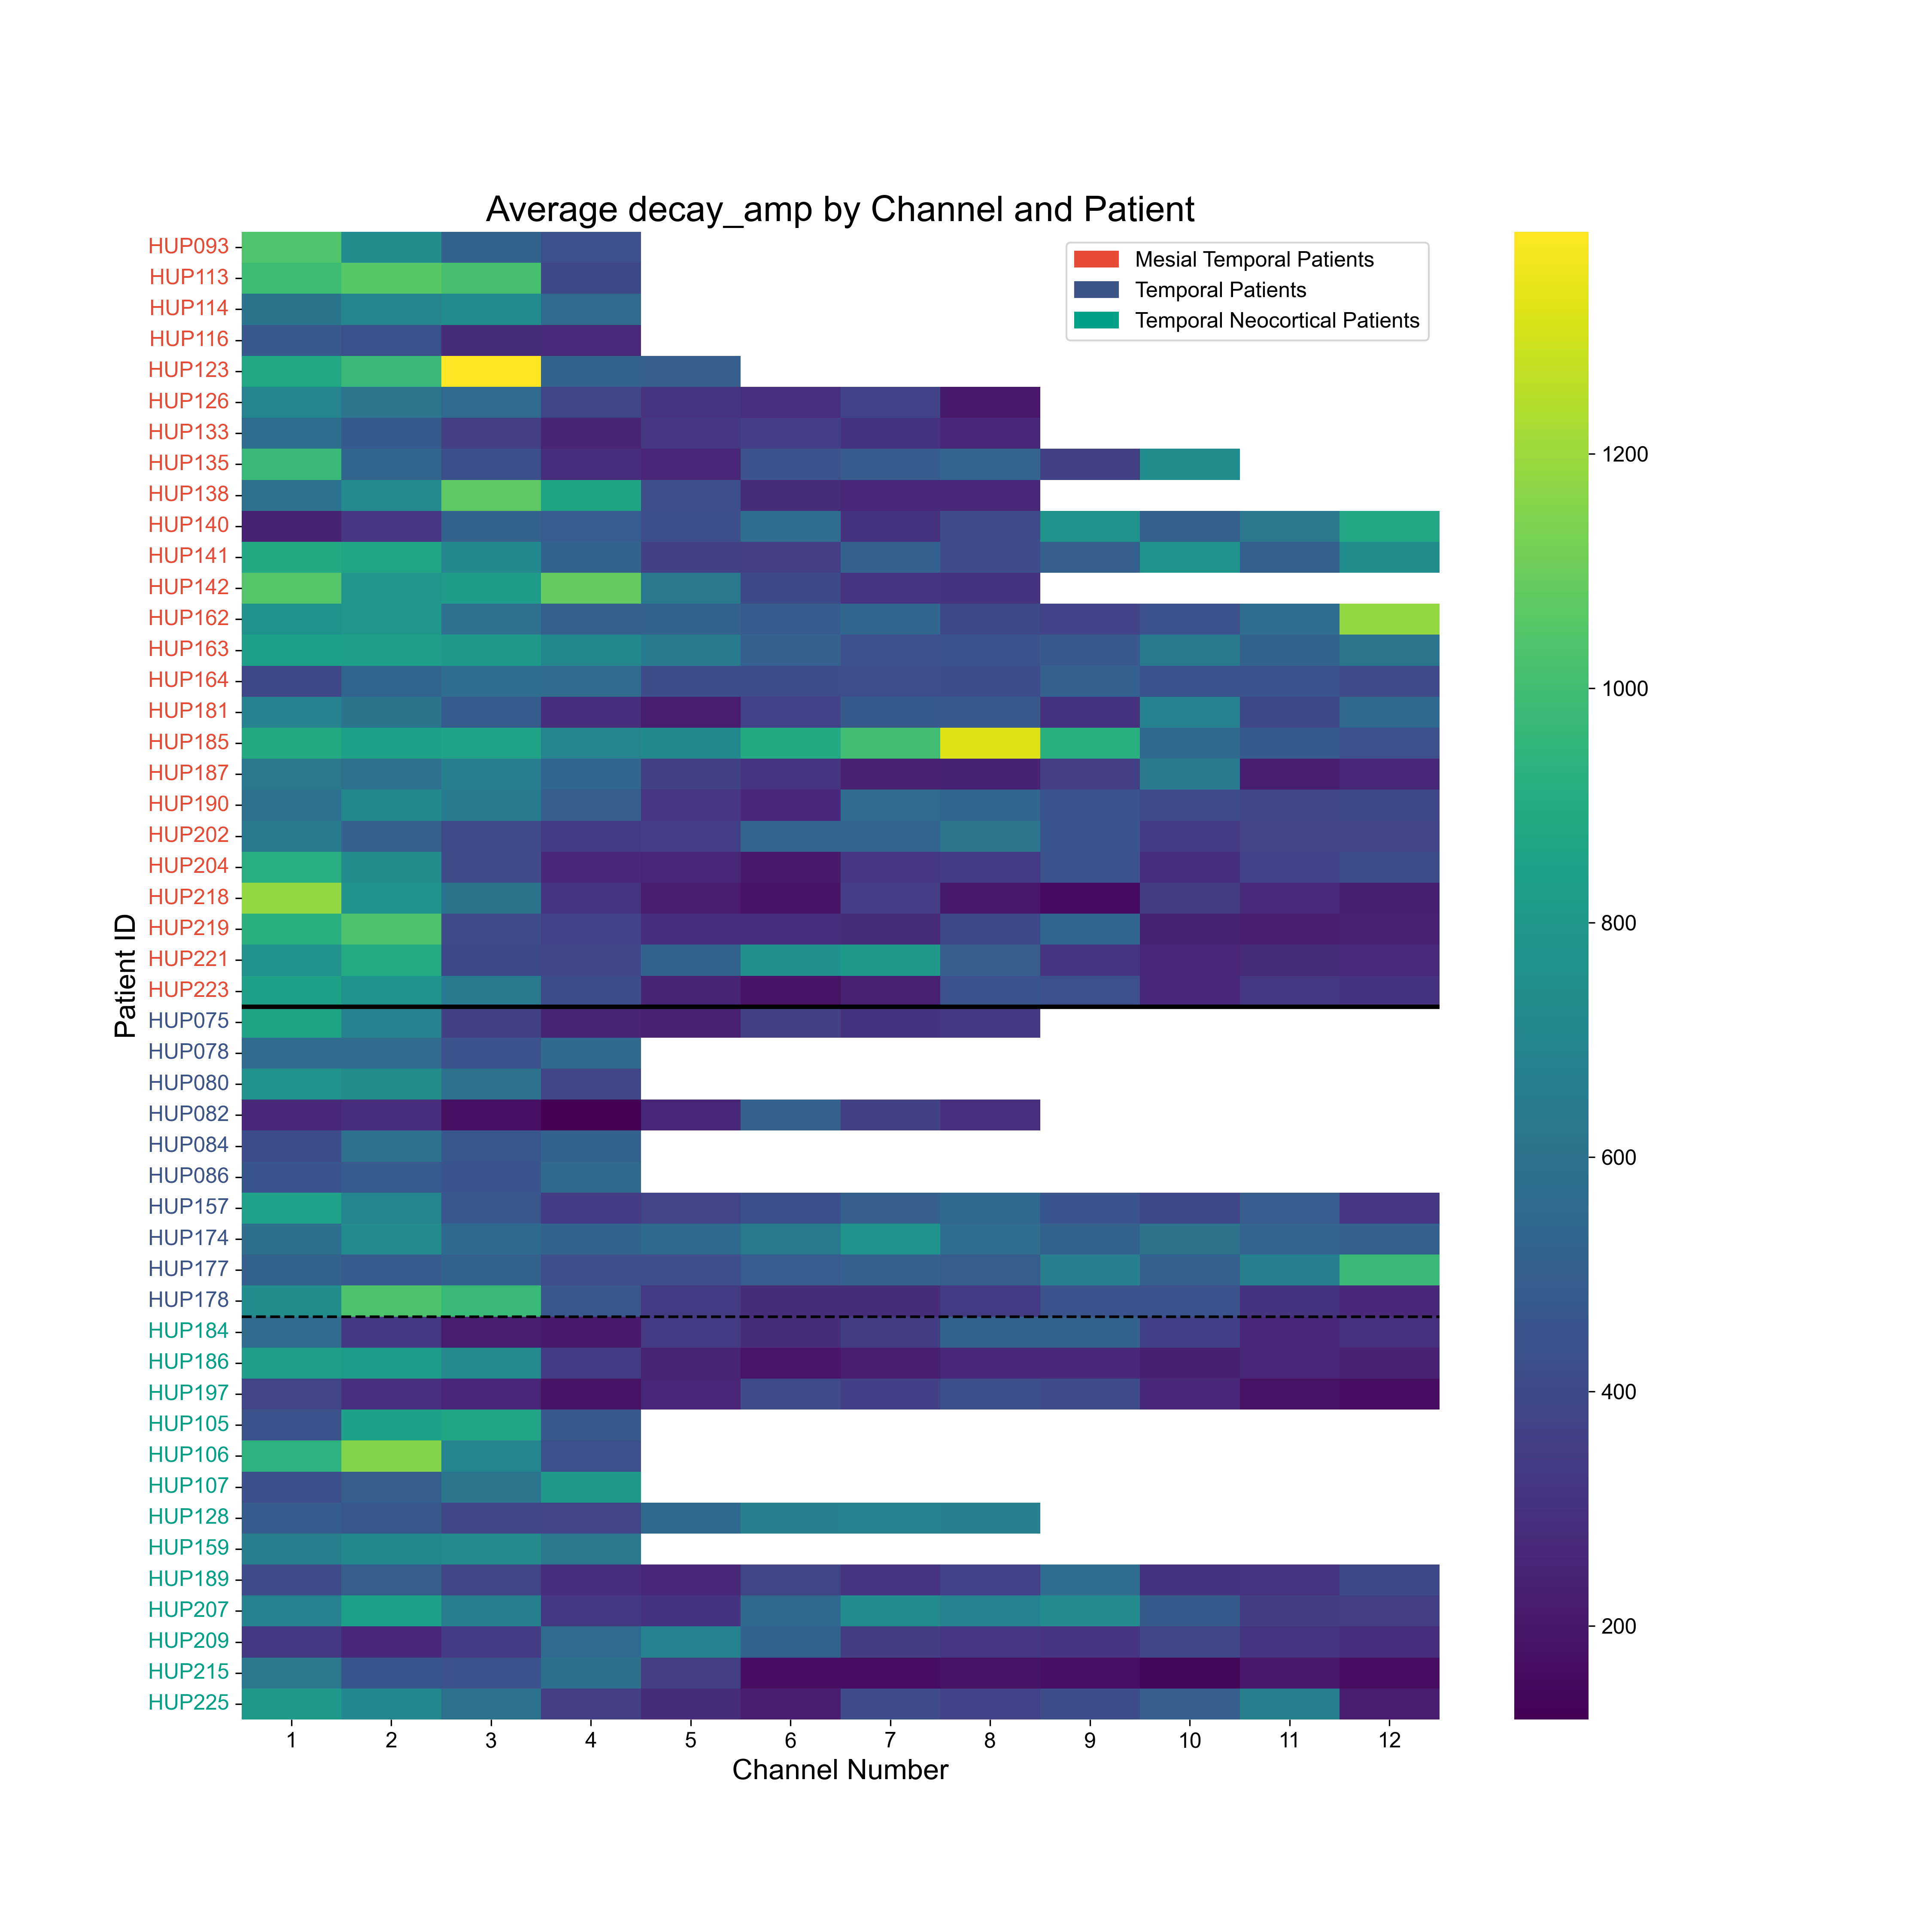 Average decay_amp by Channel and Patient
Mesial Temporal Patients
Temporal Patients
Temporal Neocortical Patients
Patient ID
HUP093
HUP113
HUP114
HUP116
HUP123
HUP126
HUP133
HUP135
HUP138
HUP140
HUP141
HUP142
HUP162
HUP163
HUP164
HUP181
HUP185
HUP187
HUP190
HUP202
HUP204
HUP218
HUP219
HUP221
HUP223
HUP075
HUP078
HUP080
HUP082
HUP084
HUP086
HUP157
HUP174
HUP177
HUP178
HUP184
HUP186
HUP197
HUP105
HUP106
HUP107
HUP128
HUP159
HUP189
HUP207
HUP209
HUP215
HUP225
1 2 3 4 5 6 7 8 9 10 11 12
Channel Number
1200
1000
800
600
400
200